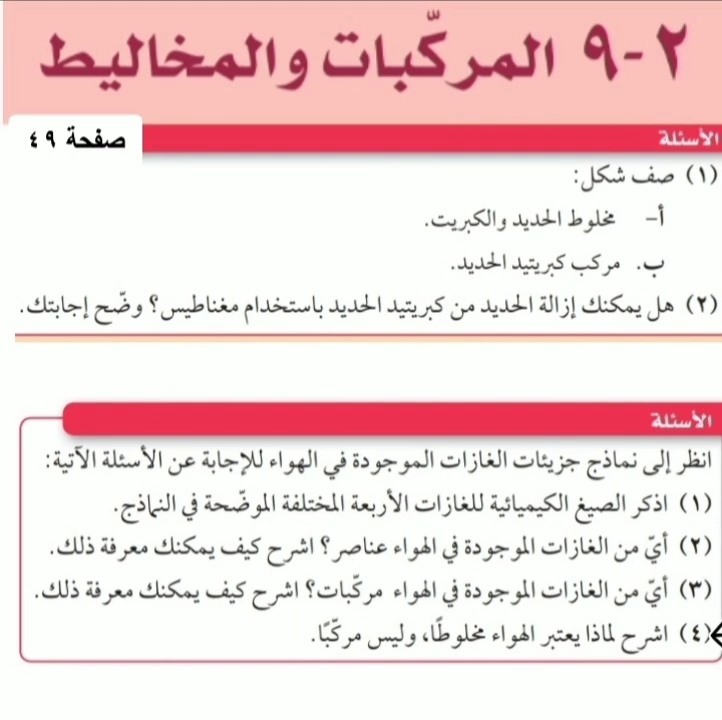 ٢-٩ المركّبات والمخاليط
صفحة ٤٩
الأسئلة
(١) صف شكل:
أ- مخلوط الحديد والكبريت.
ب. مركب كبريتيد الحديد.
(٢) هل يمكنك إزالة الحديد من كبريتيد الحديد باستخدام مغناطيس؟ وضّح إجابتك.
الأسئلة
انظر إلى نماذج جزيئات الغازات الموجودة في الهواء للإجابة عن الأسئلة الآتية:
(١) اذكر الصيغ الكيميائية للغازات الأربعة المختلفة الموضّحة في النماذج.
(٢) أيّ من الغازات الموجودة في الهواء عناصر؟ اشرح كيف يمكنك معرفة ذلك.
(٣) أيّ من الغازات الموجودة في الهواء مركّبات؟ اشرح كيف يمكنك معرفة ذلك.
(٤) اشرح لماذا يعتبر الهواء مخلوطًا، وليس مركّبًا.